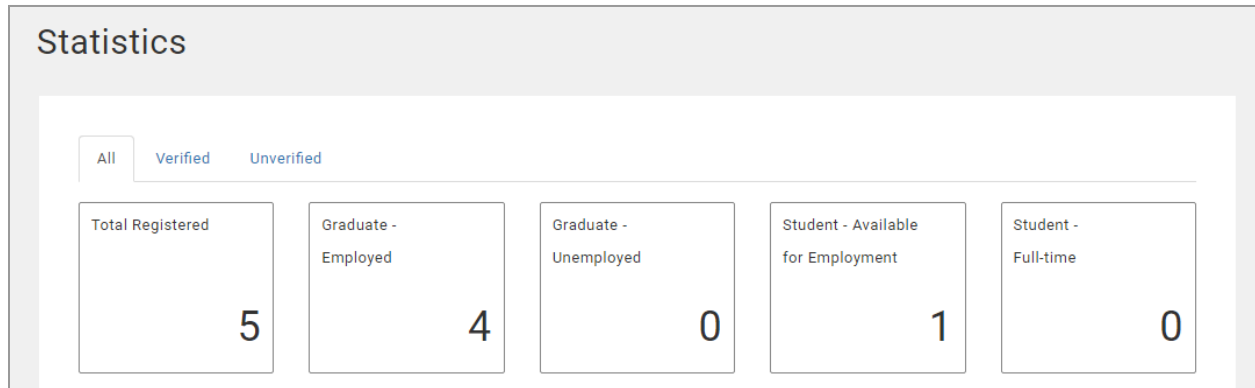 Statistics
All Verified Unverified
Total Registered
5
Graduate -
Employed
4
Graduate -
Unemployed
0
Student - Available
for Employment
1
Student -
Full-time
0